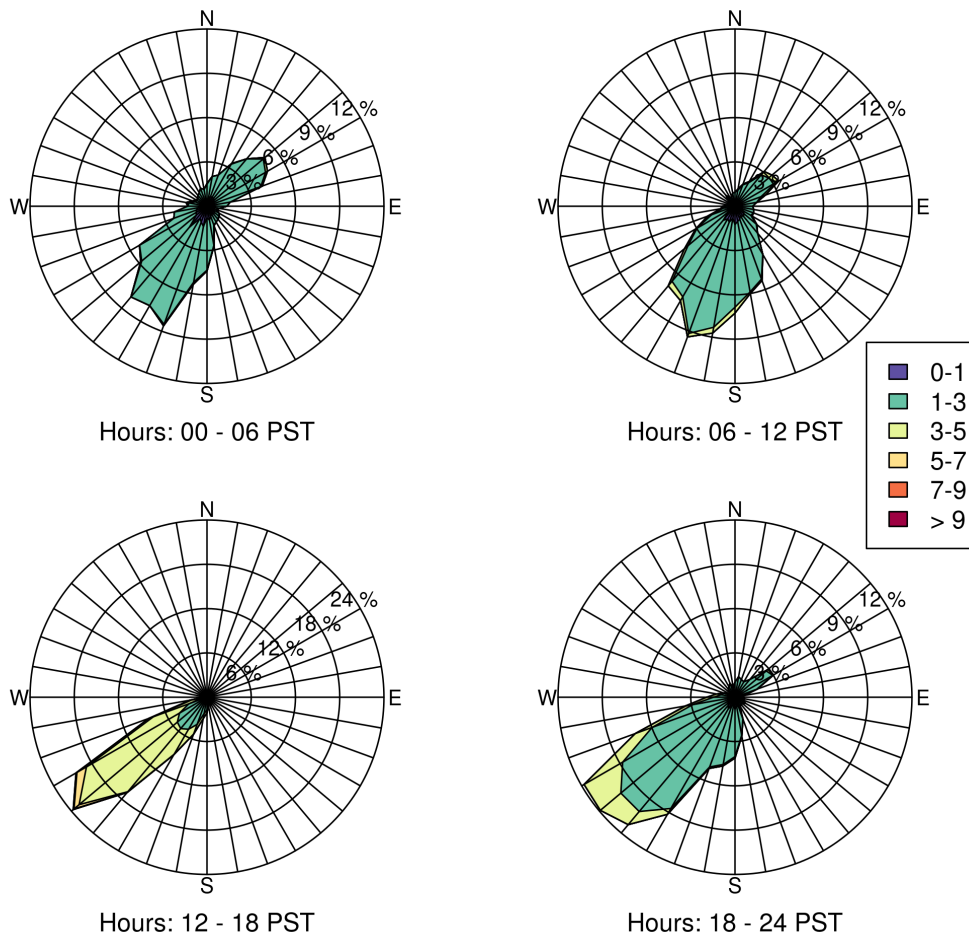 N
12 %
9 %
6 %
3 %
W
E
S
Hours: 00 - 06 PST
N
12 %
9 %
6 %
3 %
W
E
S
Hours: 06 - 12 PST
0-1
1-3
3-5
5-7
7-9
> 9
N
24 %
18 %
12 %
6 %
W
E
S
Hours: 12 - 18 PST
N
12 %
9 %
6 %
3 %
W
E
S
Hours: 18 - 24 PST